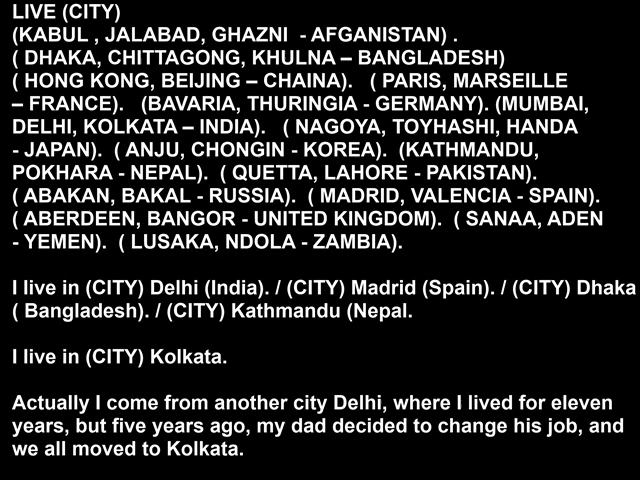 LIVE (CITY)
(KABUL , JALABAD, GHAZNI  - AFGANISTAN) .
( DHAKA, CHITTAGONG, KHULNA – BANGLADESH)
( HONG KONG, BEIJING – CHAINA).   ( PARIS, MARSEILLE
– FRANCE).   (BAVARIA, THURINGIA - GERMANY). (MUMBAI,
DELHI, KOLKATA – INDIA).   ( NAGOYA, TOYHASHI, HANDA
- JAPAN).  ( ANJU, CHONGIN - KOREA).  (KATHMANDU,
POKHARA - NEPAL).  ( QUETTA, LAHORE - PAKISTAN).
( ABAKAN, BAKAL - RUSSIA).  ( MADRID, VALENCIA - SPAIN).
( ABERDEEN, BANGOR - UNITED KINGDOM).  ( SANAA, ADEN
- YEMEN).  ( LUSAKA, NDOLA - ZAMBIA).

I live in (CITY) Delhi (India). / (CITY) Madrid (Spain). / (CITY) Dhaka
( Bangladesh). / (CITY) Kathmandu (Nepal.

I live in (CITY) Kolkata.

Actually I come from another city Delhi, where I lived for eleven
years, but five years ago, my dad decided to change his job, and
we all moved to Kolkata.